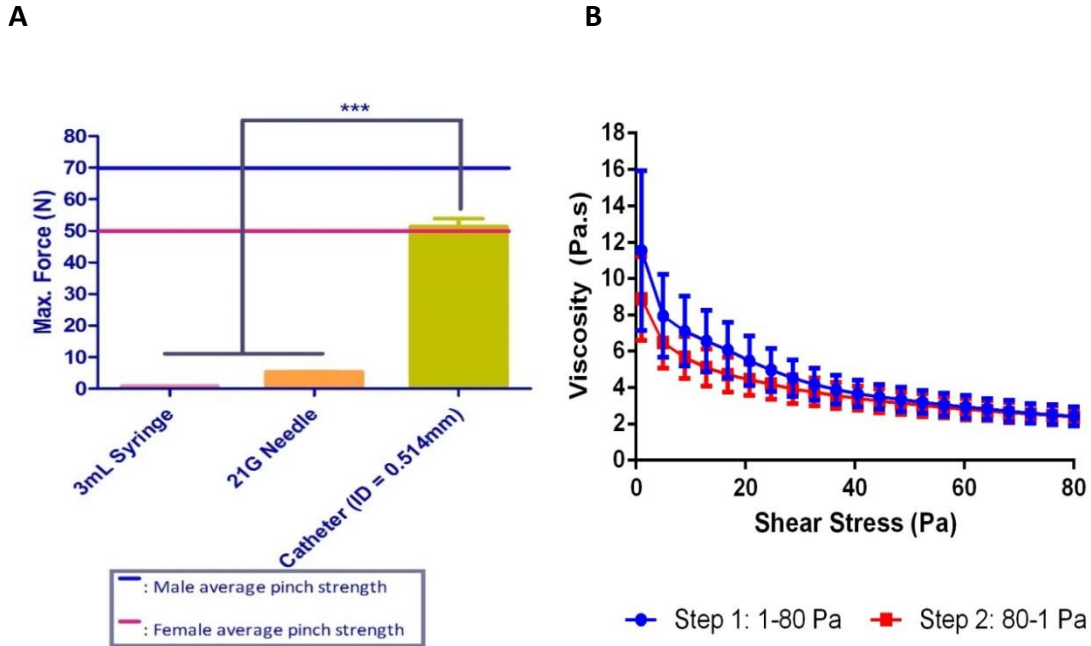 A
B
***
80
70
60
50
40
30
20
10
0
Max. Force (N)
3mL Syringe
21G Needle
Catheter (ID = 0.514mm)
: Male average pinch strength
: Female average pinch strength
18
16
14
12
10
8
6
4
2
0
Viscosity (Pa.s)
0 20 40 60 80
Shear Stress (Pa)
Step 1: 1-80 Pa Step 2: 80-1 Pa